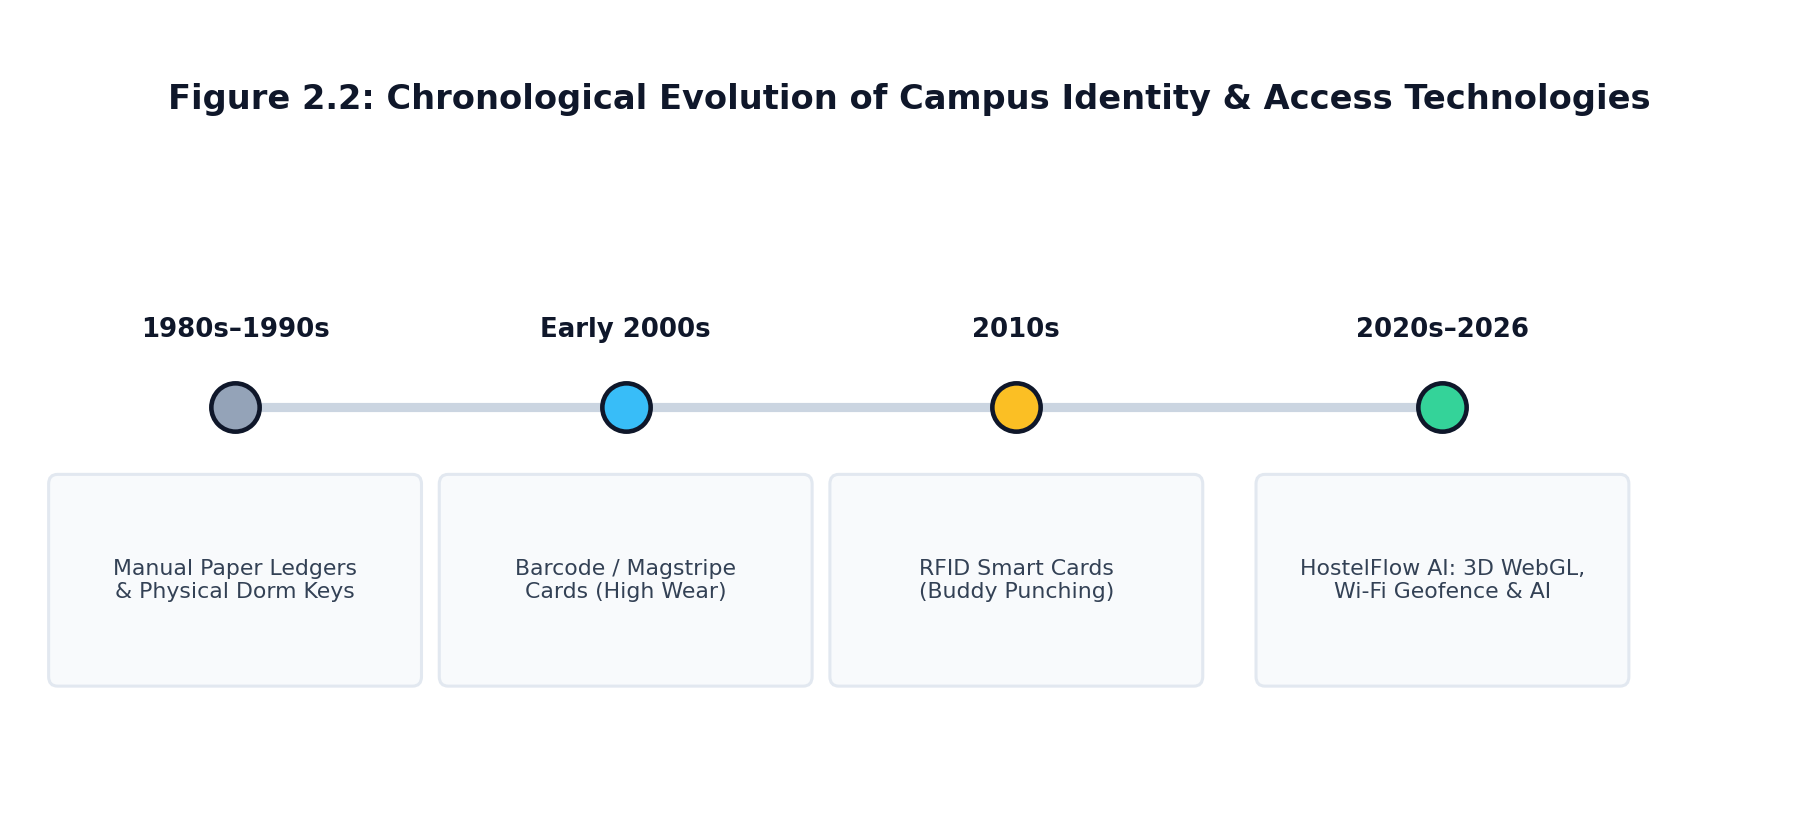 Figure 2.2: Chronological Evolution of Campus Identity & Access Technologies
1980s–1990s
Early 2000s
2010s
2020s–2026
Manual Paper Ledgers
& Physical Dorm Keys
Barcode / Magstripe
Cards (High Wear)
RFID Smart Cards
(Buddy Punching)
HostelFlow AI: 3D WebGL,
Wi-Fi Geofence & AI